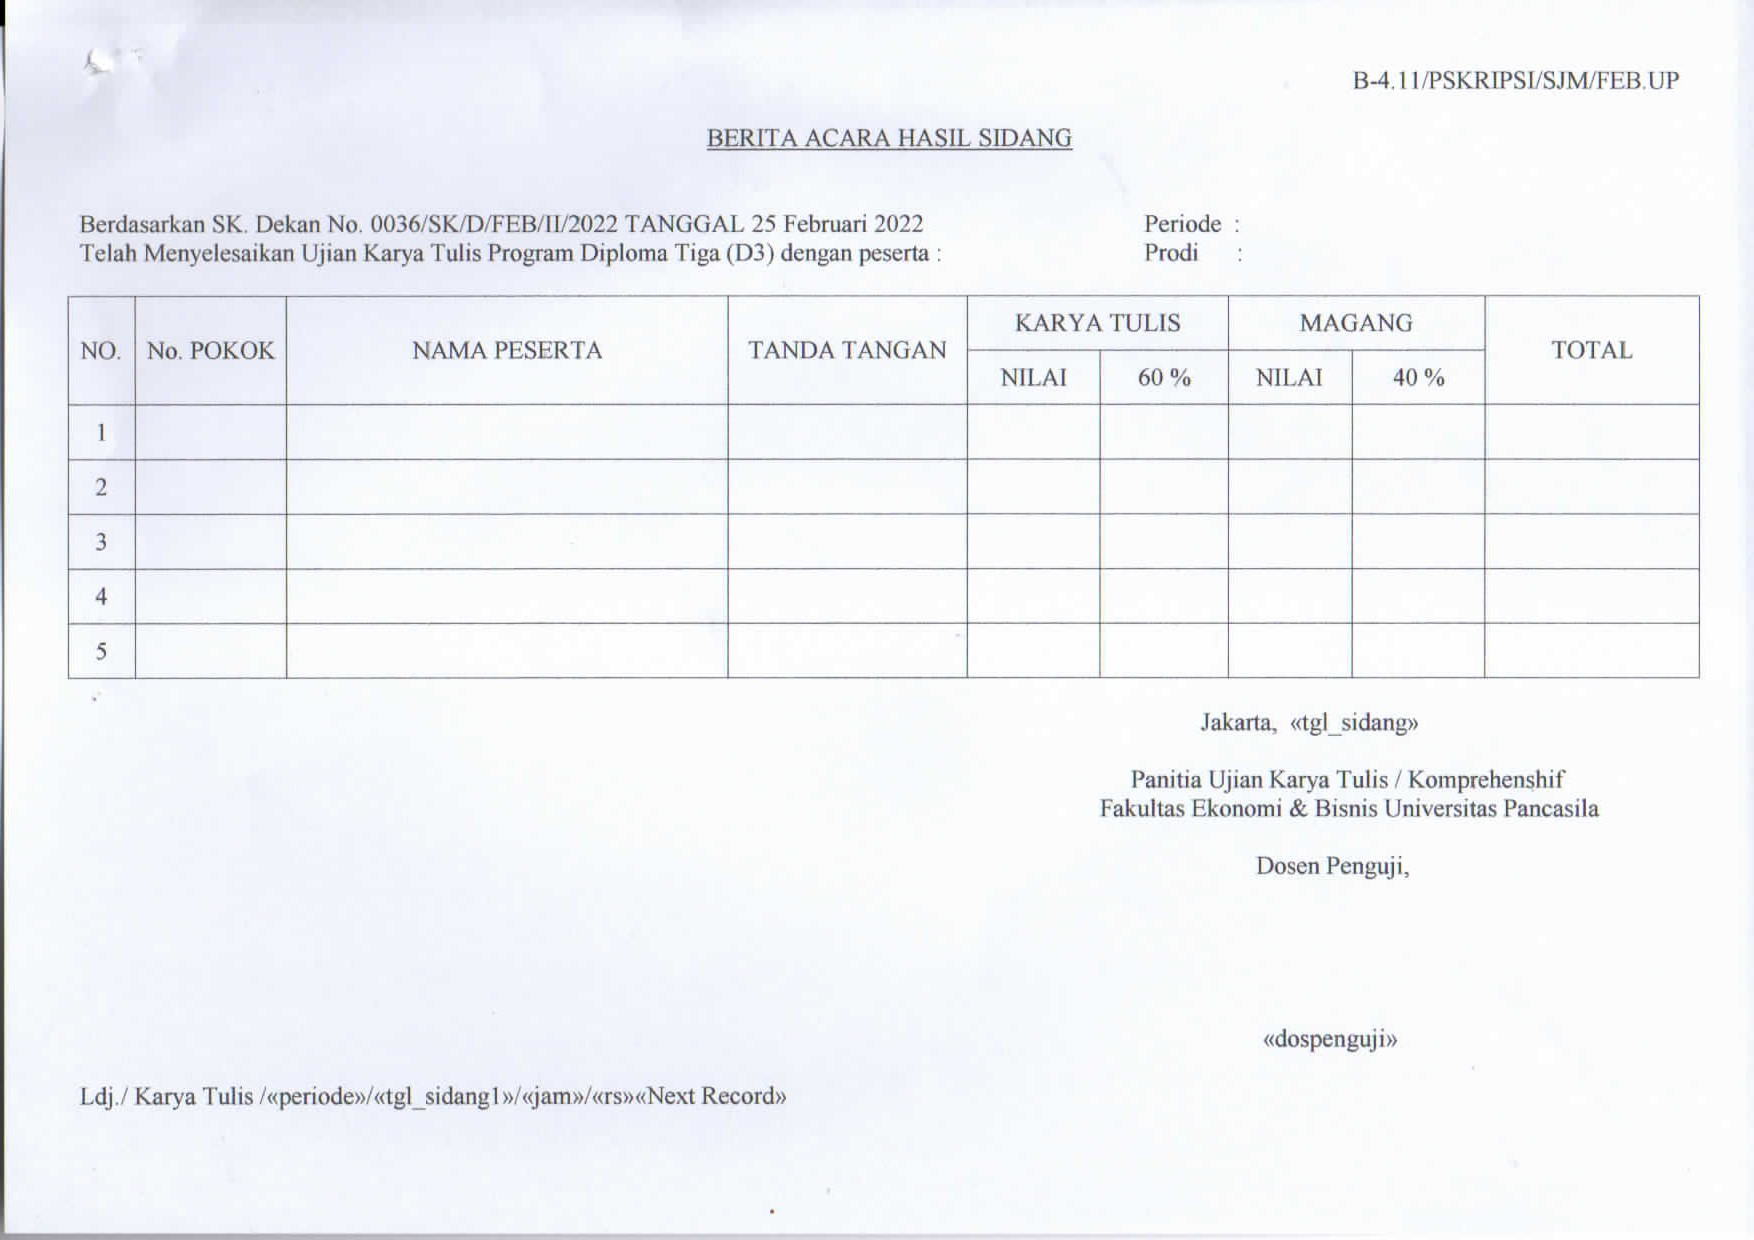 B-4.11/PSKRIPSI/SJM/FEB.UP
BERITA ACARA HASIL SIDANG
Berdasarkan SK. Dekan No. 0036/SK/D/FEB/II/2022 TANGGAL 25 Februari 2022
Telah Menyelesaikan Ujian Karya Tulis Program Diploma Tiga (D3) dengan peserta :
Periode :
Prodi :
NO. No. POKOK NAMA PESERTA TANDA TANGAN KARYA TULIS MAGANG TOTAL
NILAI 60 % NILAI 40 %
1
2
3
4
5
Jakarta, «tgl_sidang»
Panitia Ujian Karya Tulis / Komprehenshif
Fakultas Ekonomi & Bisnis Universitas Pancasila
Dosen Penguji,
«dospenguji»
Ldj./ Karya Tulis /«periode»/«tgl_sidang1»/«jam»/«rs»«Next Record»